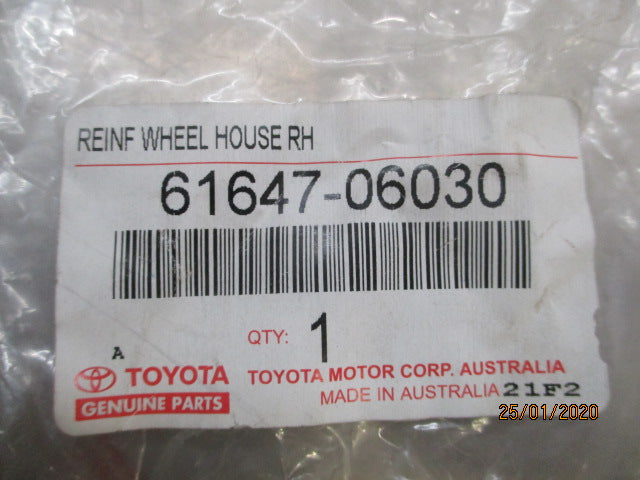 REINF WHEEL HOUSE RH
61647-06030
QTY: 1
A
TOYOTA
GENUINE PARTS
TOYOTA MOTOR CORP. AUSTRALIA
MADE IN AUSTRALIA 21F2
25/01/2020